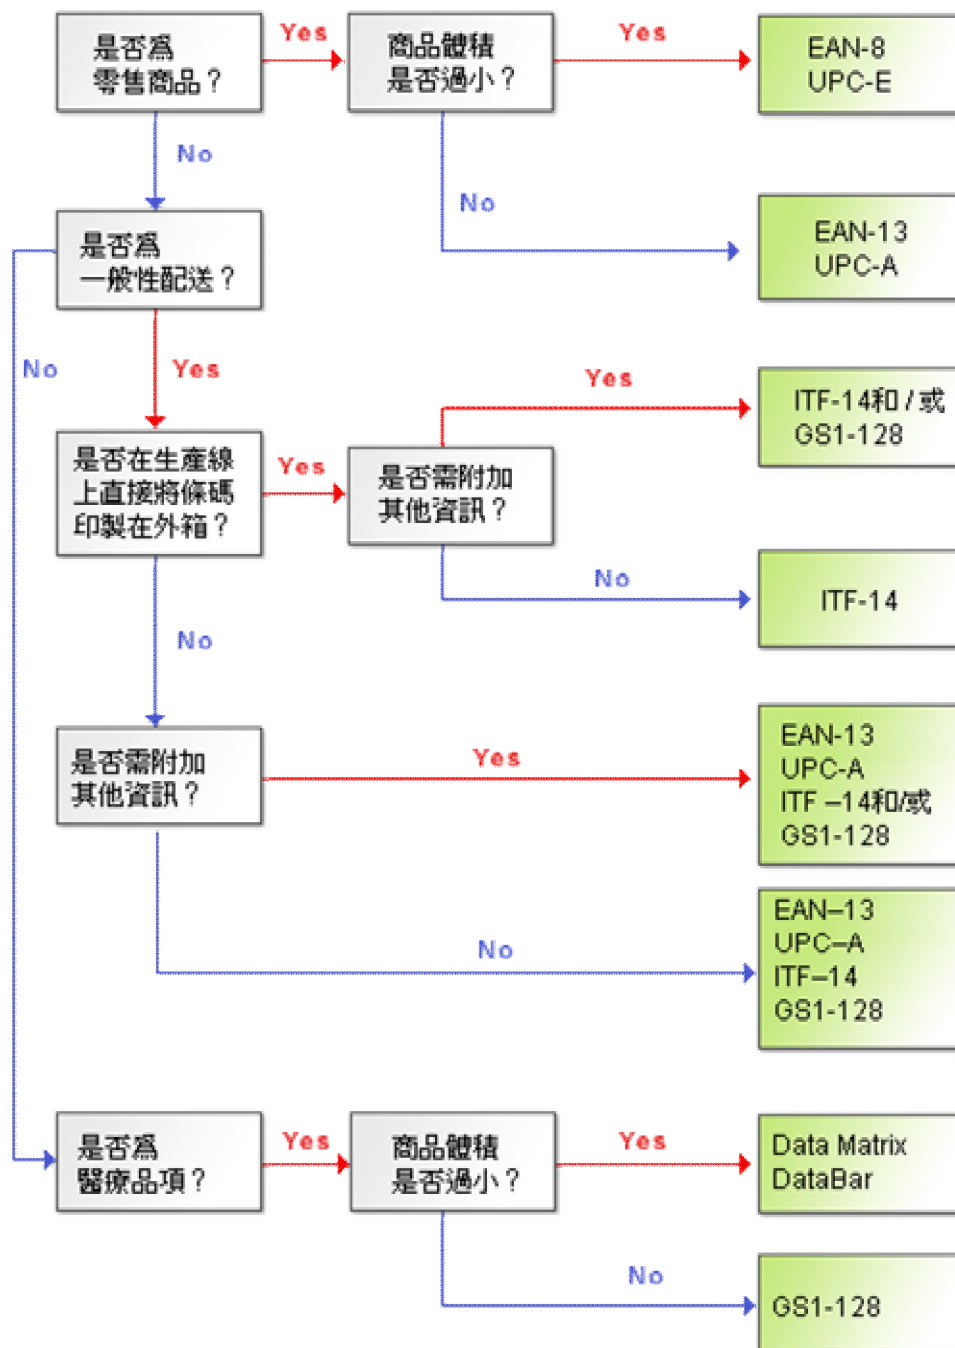 是否為
零售商品？
Yes
商品體積
是否過小？
Yes
EAN-8
UPC-E
No
No
EAN-13
UPC-A
是否為
一般性配送？
No
Yes
Yes
ITF-14和 / 或
GS1-128
是否在生產線
上直接將條碼
印製在外箱？
Yes
是否需附加
其他資訊？
No
ITF-14
No
是否需附加
其他資訊？
Yes
EAN-13
UPC-A
ITF –14和/或
GS1-128
No
EAN–13
UPC–A
ITF–14
GS1-128
是否為
醫療品項？
Yes
商品體積
是否過小？
Yes
Data Matrix
DataBar
No
GS1-128